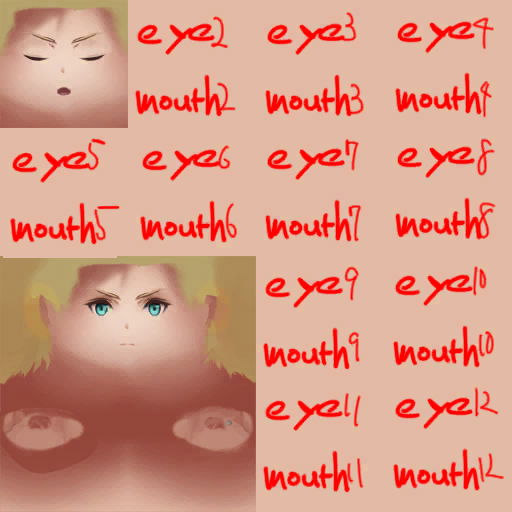 eye2 eye3 eye4
mouth2 mouth3 mouth4
eye5 eye6 eye7 eye8
mouth5 mouth6 mouth7 mouth8
eye9 eye10
mouth9 mouth10
eye11 eye12
mouth11 mouth12